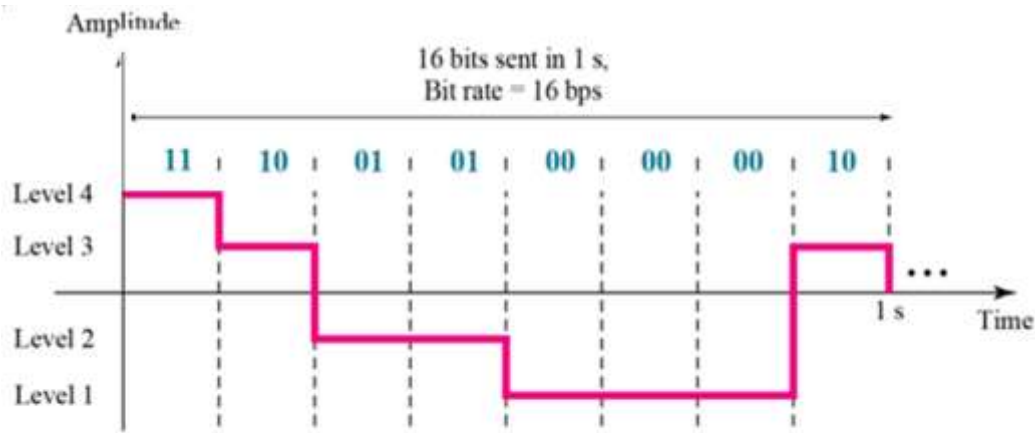 Amplitude
16 bits sent in 1 s,
Bit rate = 16 bps
11 10 01 01 00 00 00 10
Level 4
Level 3
...
1 s
Time
Level 2
Level 1